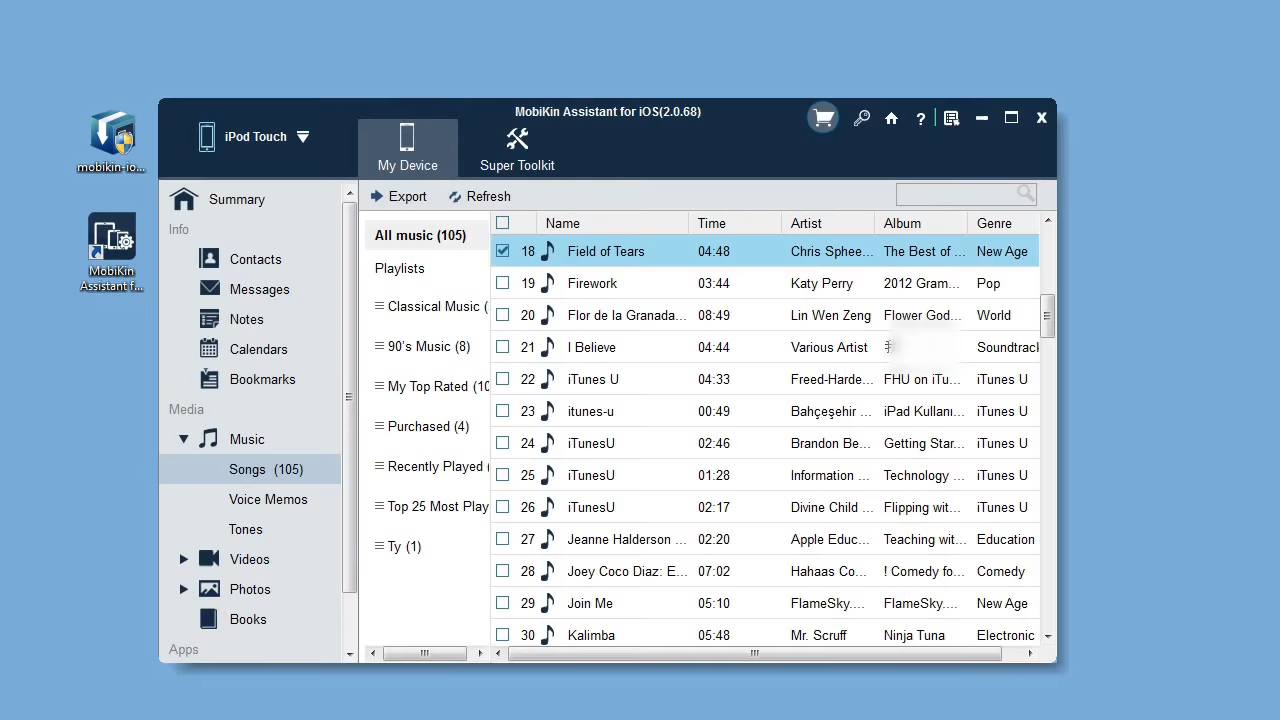 MobiKin Assistant for iOS(2.0.68)
iPod Touch
My Device
Super Toolkit
?
X
mobikin-io...
MobiKin
Assistant f...
Summary
Info
Contacts
Messages
Notes
Calendars
Bookmarks
Media
Music
Songs (105)
Voice Memos
Tones
Videos
Photos
Books
Apps
Export
Refresh
All music (105)
Playlists
Classical Music (
90's Music (8)
My Top Rated (10
Purchased (4)
Recently Played (
Top 25 Most Play
Ty (1)
Name Time Artist Album Genre
18 Field of Tears 04:48 Chris Sphee... The Best of ... New Age
19 Firework 03:44 Katy Perry 2012 Gram... Pop
20 Flor de la Granada... 08:49 Lin Wen Zeng Flower God... World
21 I Believe 04:44 Various Artist Soundtrack
22 iTunes U 04:33 Freed-Harde... FHU on iTu... iTunes U
23 itunes-u 00:49 Bahçeşehir ... iPad Kullanı... iTunes U
24 iTunesU 02:46 Brandon Be... Getting Star... iTunes U
25 iTunesU 01:28 Information ... Technology ... iTunes U
26 iTunesU 02:17 Divine Child ... Flipping wit... iTunes U
27 Jeanne Halderson ... 02:20 Apple Educ... Teaching wit... Education
28 Joey Coco Diaz: E... 07:02 Hahaas Co... ! Comedy fo... Comedy
29 Join Me 05:10 FlameSky.... FlameSky.... New Age
30 Kalimba 05:48 Mr. Scruff Ninja Tuna Electronic